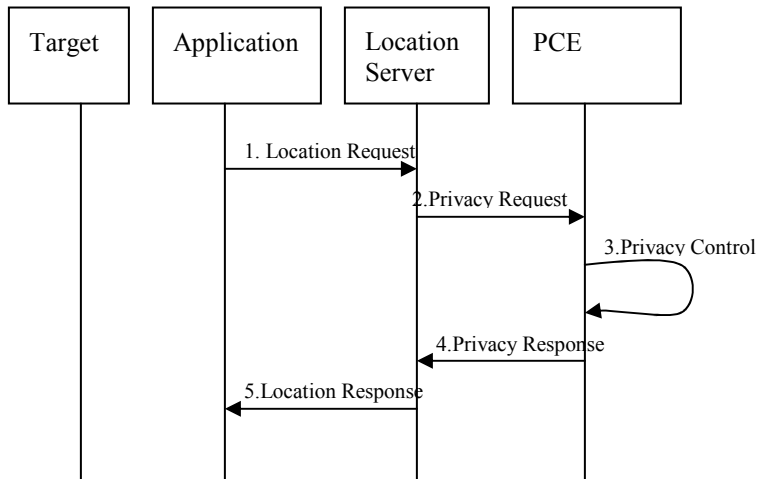 Target
Application
Location
Server
PCE
1. Location Request
2.Privacy Request
3.Privacy Control
4.Privacy Response
5.Location Response